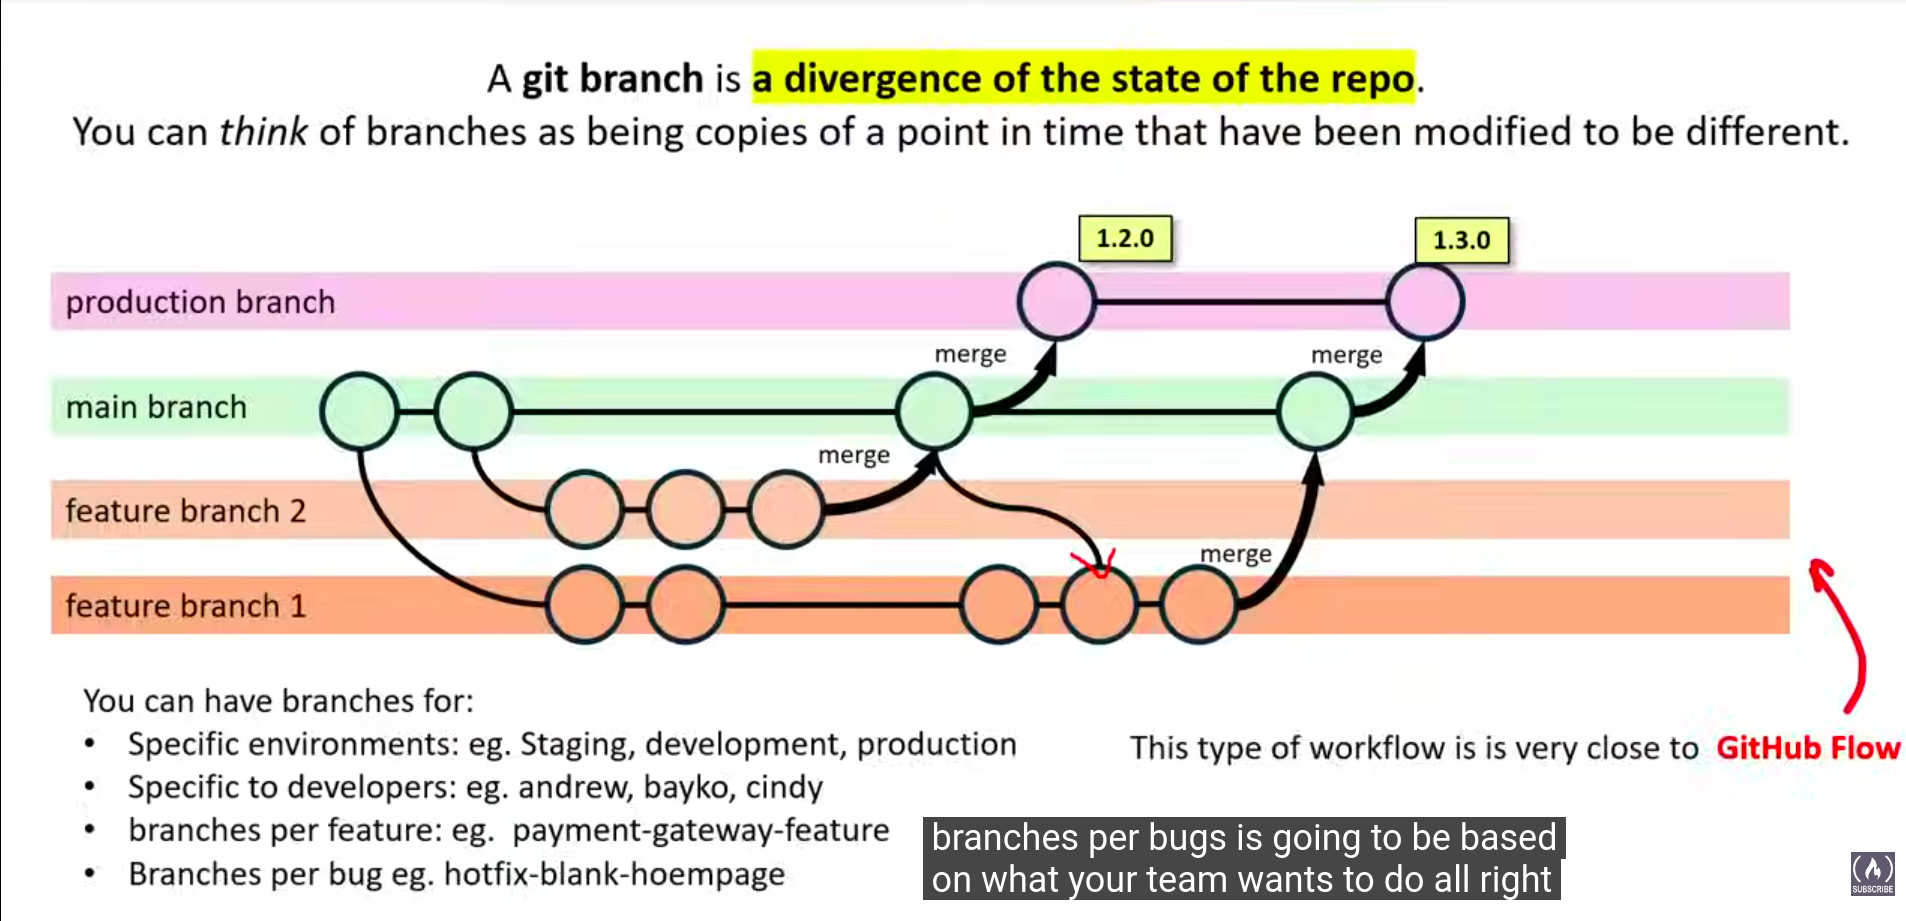 A git branch is a divergence of the state of the repo.
You can think of branches as being copies of a point in time that have been modified to be different.
1.2.0
1.3.0
production branch
merge
merge
main branch
merge
feature branch 2
merge
feature branch 1
You can have branches for:
• Specific environments: eg. Staging, development, production
• Specific to developers: eg. andrew, bayko, cindy
• branches per feature: eg. payment-gateway-feature
• Branches per bug eg. hotfix-blank-hoempage
This type of workflow is is very close to GitHub Flow
branches per bugs is going to be based
on what your team wants to do all right
SUBSCRIBE